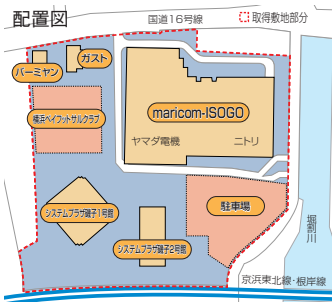 配置図
国道16号線
取得敷地部分
ガスト
バーミヤン
maricom-ISOGO
横浜ベイフットサルクラブ
ヤマダ電機
ニトリ
駐車場
システムプラザ磯子1号館
堀割川
システムプラザ磯子2号館
京浜東北線・根岸線